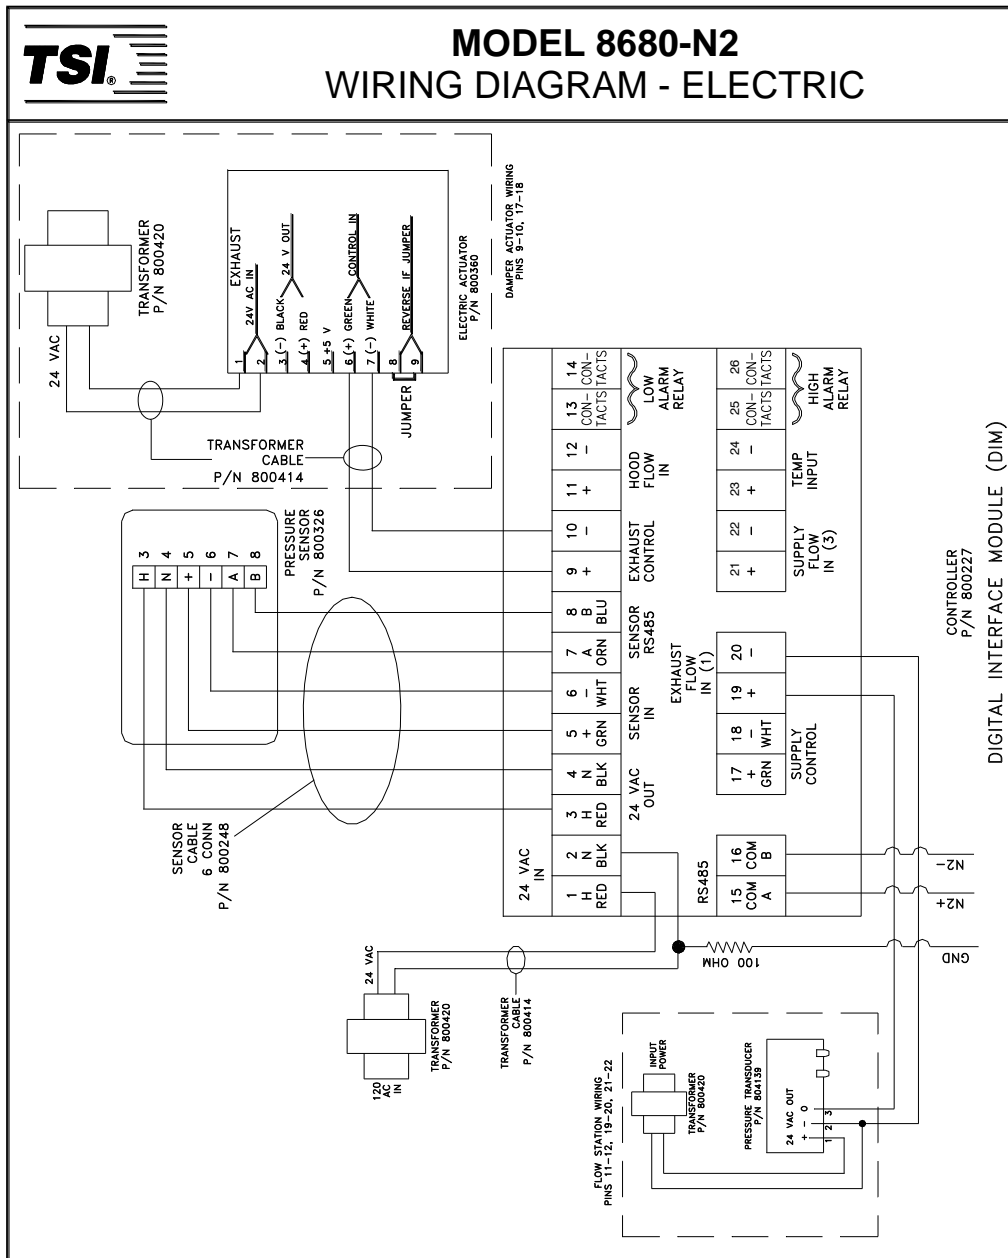 TSI®
MODEL 8680-N2
WIRING DIAGRAM - ELECTRIC
DAMPER ACTUATOR WIRING
PINS 9-10, 17-18
TRANSFORMER
P/N 800420
24 VAC
EXHAUST
24V AC IN
24 V OUT
CONTROL IN
REVERSE IF JUMPER
1
2
3 (-) BLACK
4 (+) RED
5 +5 V
6 (+) GREEN
7 (-) WHITE
8
9
ELECTRIC ACTUATOR
P/N 800360
JUMPER
TRANSFORMER
CABLE
P/N 800414
PRESSURE
SENSOR
P/N 800326
3 4 5 6 7 8
H N + - A B
SENSOR
CABLE
6 CONN
P/N 800248
24 VAC
IN
1 H RED
2 N BLK
3 H RED
4 N BLK
5 + GRN
6 - WHT
7 A ORN
8 B BLU
9 +
10 -
11 +
12 -
13 CON-TACTS
14 CON-TACTS
24 VAC
OUT
SENSOR
IN
SENSOR
RS485
EXHAUST
CONTROL
HOOD
FLOW
IN
LOW
ALARM
RELAY
RS485
15 COM A
16 COM B
17 + GRN
18 - WHT
19 +
20 -
21 +
22 -
23 +
24 -
25 CON-TACTS
26 CON-TACTS
SUPPLY
CONTROL
EXHAUST
FLOW
IN (1)
SUPPLY
FLOW
IN (3)
TEMP
INPUT
HIGH
ALARM
RELAY
CONTROLLER
P/N 800227
DIGITAL INTERFACE MODULE (DIM)
N2-
N2+
GND
100 OHM
24 VAC
120
AC
IN
TRANSFORMER
P/N 800420
TRANSFORMER
CABLE
P/N 800414
FLOW STATION WIRING
PINS 11-12, 19-20, 21-22
INPUT
POWER
TRANSFORMER
P/N 800420
PRESSURE TRANSDUCER
P/N 804139
24 VAC OUT
+ - O
1 2 3